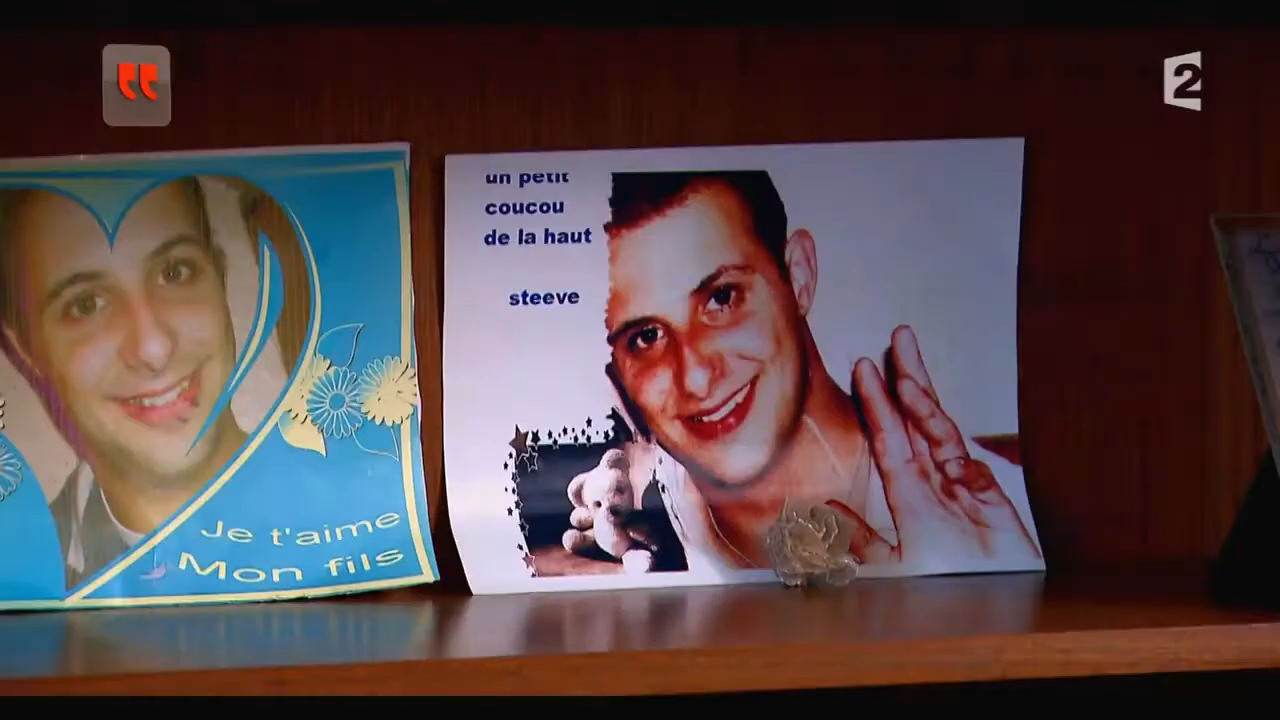 2
un petit
coucou
de la haut
steeve
Je t'aime
Mon fils